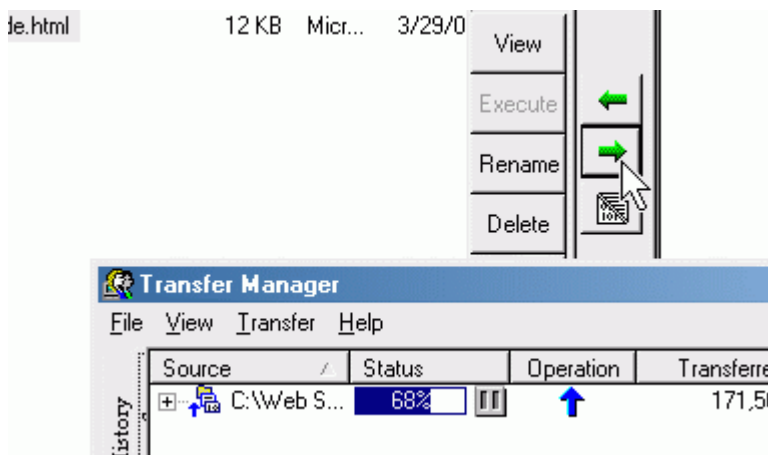 de.html 12 KB Micr... 3/29/0
View
Execute
Rename
Delete
Transfer Manager
File View Transfer Help
Source Status Operation Transferre
C:\Web S... 68% 171,50
istory